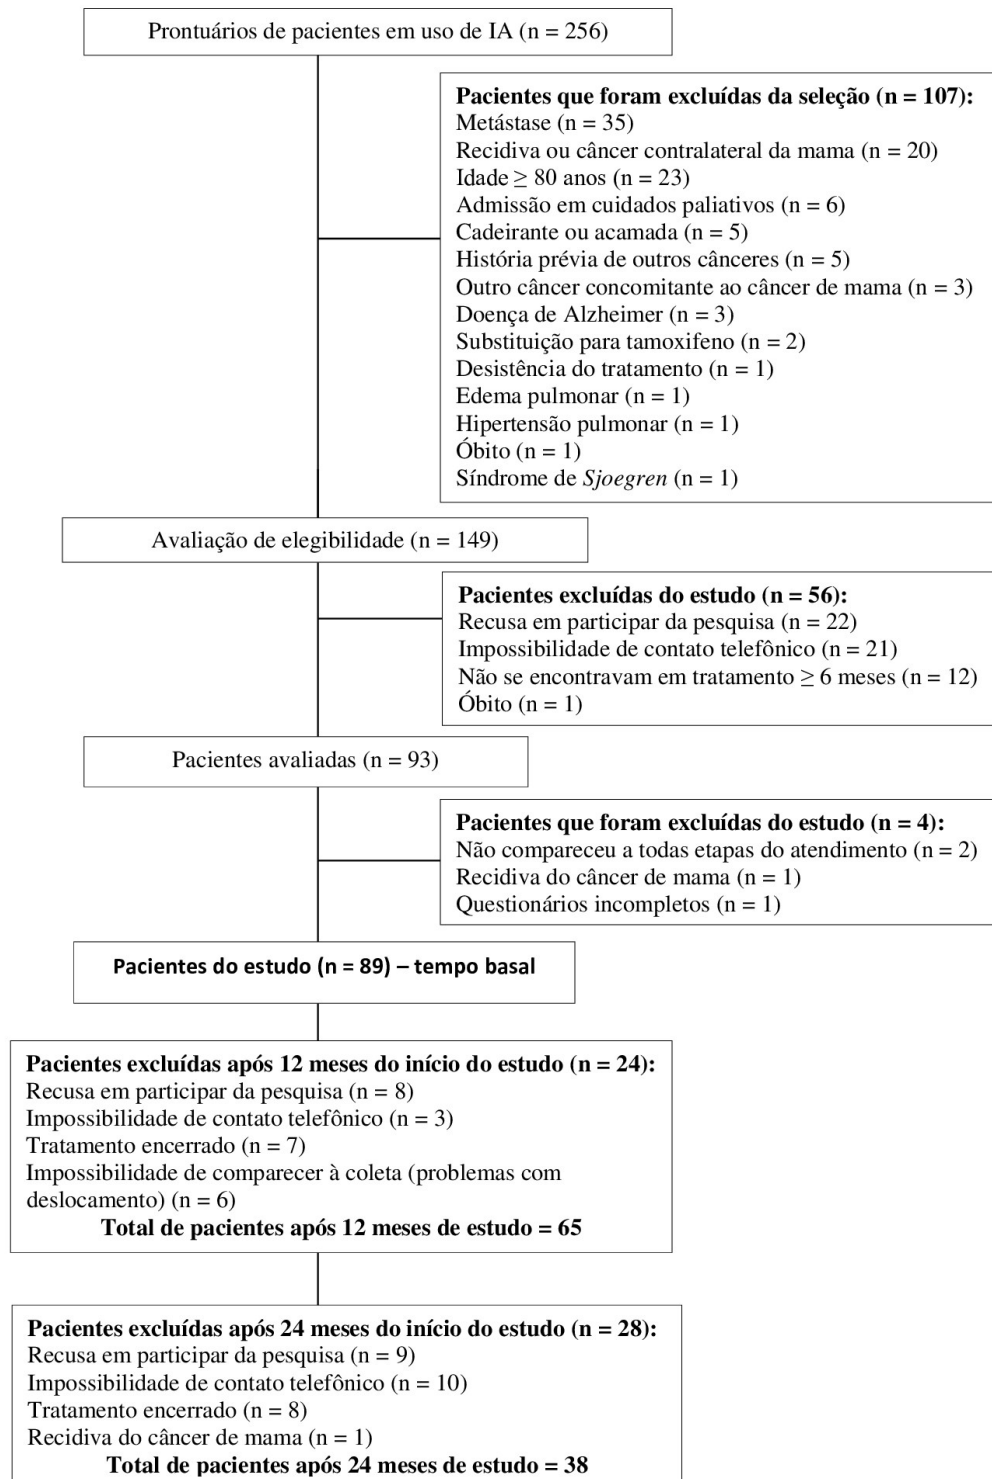 Prontuários de pacientes em uso de IA (n = 256)
Pacientes que foram excluídas da seleção (n = 107):
Metástase (n = 35)
Recidiva ou câncer contralateral da mama (n = 20)
Idade ≥ 80 anos (n = 23)
Admissão em cuidados paliativos (n = 6)
Cadeirante ou acamada (n = 5)
História prévia de outros cânceres (n = 5)
Outro câncer concomitante ao câncer de mama (n = 3)
Doença de Alzheimer (n = 3)
Substituição para tamoxifeno (n = 2)
Desistência do tratamento (n = 1)
Edema pulmonar (n = 1)
Hipertensão pulmonar (n = 1)
Óbito (n = 1)
Síndrome de Sjoegren (n = 1)
Avaliação de elegibilidade (n = 149)
Pacientes excluídas do estudo (n = 56):
Recusa em participar da pesquisa (n = 22)
Impossibilidade de contato telefônico (n = 21)
Não se encontravam em tratamento ≥ 6 meses (n = 12)
Óbito (n = 1)
Pacientes avaliadas (n = 93)
Pacientes que foram excluídas do estudo (n = 4):
Não compareceu a todas etapas do atendimento (n = 2)
Recidiva do câncer de mama (n = 1)
Questionários incompletos (n = 1)
Pacientes do estudo (n = 89) – tempo basal
Pacientes excluídas após 12 meses do início do estudo (n = 24):
Recusa em participar da pesquisa (n = 8)
Impossibilidade de contato telefônico (n = 3)
Tratamento encerrado (n = 7)
Impossibilidade de comparecer à coleta (problemas com
deslocamento) (n = 6)
Total de pacientes após 12 meses de estudo = 65
Pacientes excluídas após 24 meses do início do estudo (n = 28):
Recusa em participar da pesquisa (n = 9)
Impossibilidade de contato telefônico (n = 10)
Tratamento encerrado (n = 8)
Recidiva do câncer de mama (n = 1)
Total de pacientes após 24 meses de estudo = 38